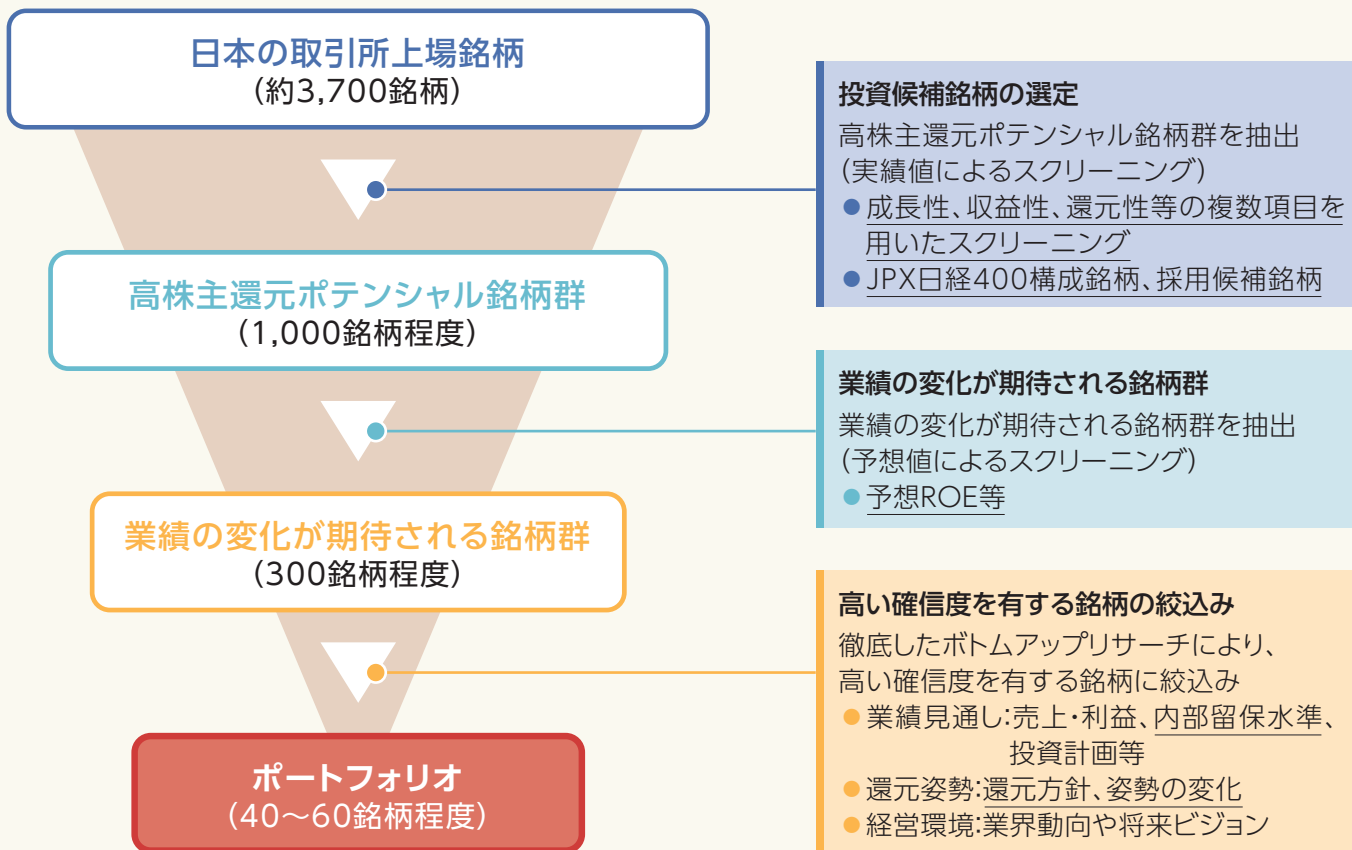 日本の取引所上場銘柄
(約3,700銘柄)
高株主還元ポテンシャル銘柄群
(1,000銘柄程度)
業績の変化が期待される銘柄群
(300銘柄程度)
ポートフォリオ
(40～60銘柄程度)
投資候補銘柄の選定
高株主還元ポテンシャル銘柄群を抽出
(実績値によるスクリーニング)
●成長性、収益性、還元性等の複数項目を
用いたスクリーニング
●JPX日経400構成銘柄、採用候補銘柄
業績の変化が期待される銘柄群
業績の変化が期待される銘柄群を抽出
(予想値によるスクリーニング)
●予想ROE等
高い確信度を有する銘柄の絞込み
徹底したボトムアップリサーチにより、
高い確信度を有する銘柄に絞込み
●業績見通し:売上・利益、内部留保水準、
投資計画等
●還元姿勢:還元方針、姿勢の変化
●経営環境:業界動向や将来ビジョン